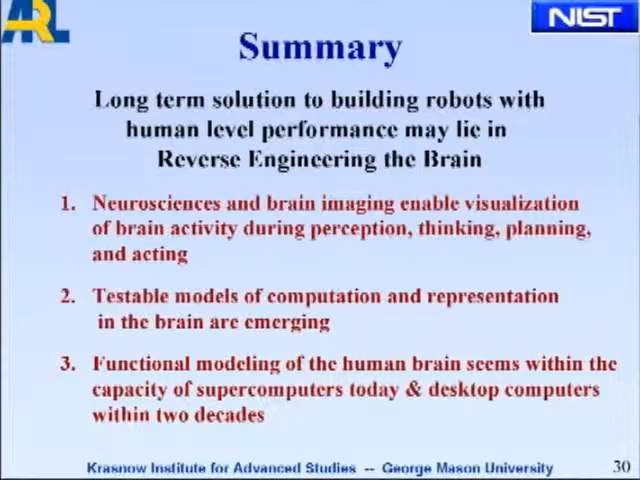 ARL
NIST
Summary
Long term solution to building robots with
human level performance may lie in
Reverse Engineering the Brain
1. Neurosciences and brain imaging enable visualization
of brain activity during perception, thinking, planning,
and acting
2. Testable models of computation and representation
in the brain are emerging
3. Functional modeling of the human brain seems within the
capacity of supercomputers today & desktop computers
within two decades
Krasnow Institute for Advanced Studies -- George Mason University
30